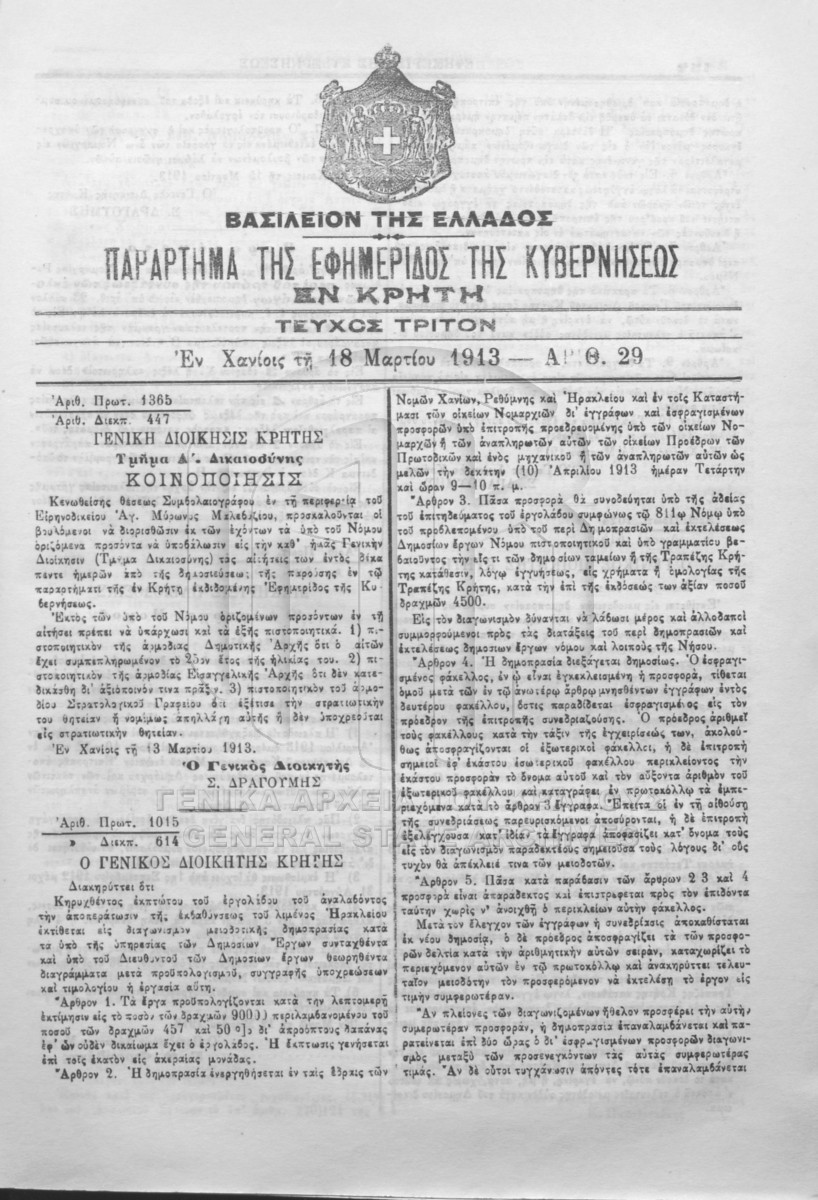 ΒΑΣΙΛΕΙΟΝ ΤΗΣ ΕΛΛΑΔΟΣ
ΠΑΡΑΡΤΗΜΑ ΤΗΣ ΕΦΗΜΕΡΙΔΟΣ ΤΗΣ ΚΥΒΕΡΝΗΣΕΩΣ
ΕΝ ΚΡΗΤΗ
ΤΕΥΧΟΣ ΤΡΙΤΟΝ
Ἐν Χανίοις τῇ 18 Μαρτίου 1913 — ΑΡΙΘ. 29
Ἀριθ. Πρωτ. 1365
Ἀριθ. Διεκπ. 447
ΓΕΝΙΚΗ ΔΙΟΙΚΗΣΙΣ ΚΡΗΤΗΣ
Τμῆμα Δ´. Δικαιοσύνης
ΚΟΙΝΟΠΟΙΗΣΙΣ
Κενωθείσης θέσεως Συμβολαιογράφου ἐν τῇ περιφερείᾳ τοῦ
Εἰρηνοδικείου Ἁγ. Μύρωνος Μαλεβυζίου, προσκαλοῦνται οἱ
βουλόμενοι νὰ διορισθῶσιν ἐκ τῶν ἐχόντων τὰ ὑπὸ τοῦ Νόμου
ὁριζόμενα προσόντα νὰ ὑποβάλωσιν εἰς τὴν καθ' ἡμᾶς Γενικὴν
Διοίκησιν (Τμῆμα Δικαιοσύνης) τὰς αἰτήσεις των ἐντὸς δέκα
πέντε ἡμερῶν ἀπὸ τῆς δημοσιεύσεως τῆς παρούσης ἐν τῷ
παραρτήματι τῆς ἐν Κρήτῃ ἐκδιδομένης Ἐφημερίδος τῆς Κυ
βερνήσεως.
Ἐκτὸς τῶν ὑπὸ τοῦ Νόμου ὁριζομένων προσόντων ἐν τῇ
αἰτήσει πρέπει νὰ ὑπάρχωσι καὶ τὰ ἑξῆς πιστοποιητικά. 1) πι-
στοποιητικὸν τῆς ἁρμοδίας Δημοτικῆς Ἀρχῆς ὅτι ὁ αἰτῶν
ἔχει συμπεπληρωμένον τὸ 25ον ἔτος τῆς ἡλικίας του. 2) πι-
στοποιητικὸν τῆς ἁρμοδίας Εἰσαγγελικῆς Ἀρχῆς ὅτι δὲν κατε-
δικάσθη δι' ἀξιόποινόν τινα πρᾶξιν. 3) πιστοποιητικὸν τοῦ ἁρμο-
δίου Στρατολογικοῦ Γραφείου ὅτι ἐξέτισε τὴν στρατιωτικήν
του θητείαν ἢ νομίμως ἀπηλλάγη αὐτῆς ἢ δὲν ὑποχρεοῦται
εἰς στρατιωτικὴν θητείαν.
Ἐν Χανίοις τῇ 13 Μαρτίου 1913.
Ὁ Γενικὸς Διοικητὴς
Σ. ΔΡΑΓΟΥΜΗΣ
Ἀριθ. Πρωτ. 1015
» Διεκπ. 614
Ο ΓΕΝΙΚΟΣ ΔΙΟΙΚΗΤΗΣ ΚΡΗΤΗΣ
Διακηρύττει ὅτι
Κηρυχθέντος ἐκπτώτου τοῦ ἐργολάβου τοῦ ἀναλαβόντος
τὴν ἀποπεράτωσιν τῆς ἐκβαθύνσεως τοῦ λιμένος Ἡρακλείου
ἐκτίθεται εἰς διαγωνισμὸν μειοδοτικῆς δημοπρασίας κατὰ
τὰ ὑπὸ τῆς ὑπηρεσίας τῶν Δημοσίων Ἔργων συνταχθέντα
καὶ ὑπὸ τοῦ Διευθυντοῦ τῶν Δημοσίων ἔργων θεωρηθέντα
διαγράμματα μετὰ προϋπολογισμοῦ, συγγραφῆς ὑποχρεώσεων
καὶ τιμολογίου ἡ ἐργασία αὕτη.
Ἄρθρον 1. Τὰ ἔργα προϋπολογίζονται κατὰ τὴν λεπτομερῆ
ἐκτίμησιν εἰς τὸ ποσὸν τῶν δραχμῶν 90000 περιλαμβανομένου τοῦ
ποσοῦ τῶν δραχμῶν 457 καὶ 50 ο]ο δι' ἀπροόπτους δαπάνας
ἐφ' ὧν οὐδὲν δικαίωμα ἔχει ὁ ἐργολάβος. Ἡ ἔκπτωσις γενήσεται
ἐπὶ τοῖς ἑκατὸν εἰς ἀκεραίας μονάδας.
Ἄρθρον 2. Ἡ δημοπρασία ἐνεργηθήσεται ἐν ταῖς ἕδραις τῶν
Νομῶν Χανίων, Ρεθύμνης καὶ Ἡρακλείου καὶ ἐν τοῖς Καταστή-
μασι τῶν οἰκείων Νομαρχιῶν δι' ἐγγράφων καὶ ἐσφραγισμένων
προσφορῶν ὑπὸ ἐπιτροπῆς προεδρευομένης ὑπὸ τῶν οἰκείων Νο-
μαρχῶν ἢ τῶν ἀναπληρωτῶν αὐτῶν τῶν οἰκείων Προέδρων τῶν
Πρωτοδικῶν καὶ ἑνὸς μηχανικοῦ ἢ τῶν ἀναπληρωτῶν αὐτῶν ὡς
μελῶν τὴν δεκάτην (10) Ἀπριλίου 1913 ἡμέραν Τετάρτην
καὶ ὥραν 9—10 π. μ.
Ἄρθρον 3. Πᾶσα προσφορὰ θὰ συνοδεύηται ὑπὸ τῆς ἀδείας
τοῦ ἐπιτηδεύματος τοῦ ἐργολάβου συμφώνως τῷ 811ῳ Νόμῳ ὑπὸ
τοῦ προβλεπομένου ὑπὸ τοῦ περὶ Δημοπρασιῶν καὶ ἐκτελέσεως
Δημοσίων ἔργων Νόμου πιστοποιητικοῦ καὶ ὑπὸ γραμματίου βε-
βαιοῦντος τὴν εἴς τι τῶν δημοσίων ταμείων ἢ τῆς Τραπέζης Κρή-
της κατάθεσιν, λόγῳ ἐγγυήσεως, εἰς χρήματα ἢ ὁμολογίας τῆς
Τραπέζης Κρήτης, κατὰ τὴν ἐπὶ τῆς ἐκδόσεώς των ἀξίαν ποσοῦ
δραχμῶν 4500.
Εἰς τὸν διαγωνισμὸν δύνανται νὰ λάβωσι μέρος καὶ ἀλλοδαποὶ
συμμορφούμενοι πρὸς τὰς διατάξεις τοῦ περὶ δημοπρασιῶν καὶ
ἐκτελέσεως δημοσίων ἔργων νόμου καὶ λοιποὺς τῆς Νήσου.
Ἄρθρον 4. Ἡ δημοπρασία διεξάγεται δημοσίως. Ὁ ἐσφραγι-
σμένος φάκελλος, ἐν ᾧ εἶναι ἐγκεκλεισμένη ἡ προσφορά, τίθεται
ὁμοῦ μετὰ τῶν ἐν τῷ ἀνωτέρῳ ἄρθρῳ μνησθέντων ἐγγράφων ἐντὸς
δευτέρου φακέλλου, ὅστις παραδίδεται ἐσφραγισμένος εἰς τὸν
πρόεδρον τῆς ἐπιτροπῆς συνεδριαζούσης. Ὁ πρόεδρος ἀριθμεῖ
τοὺς φακέλλους κατὰ τὴν τάξιν τῆς ἐγχειρίσεώς των, ἀκολού-
θως ἀποσφραγίζονται οἱ ἐξωτερικοὶ φάκελλοι, ἡ δὲ ἐπιτροπὴ
σημειοῖ ἐφ' ἑκάστου ἐσωτερικοῦ φακέλλου περικλείοντος τὴν
ἑκάστου προσφορὰν τὸ ὄνομα αὐτοῦ καὶ τὸν αὔξοντα ἀριθμὸν τοῦ
ἐξωτερικοῦ φακέλλου καὶ καταγράφει ἐν πρωτοκόλλῳ τὰ ἐμπε-
ριεχόμενα κατὰ τὸ ἄρθρον 3 ἔγγραφα. Ἔπειτα οἱ ἐν τῇ αἰθούσῃ
τῆς συνεδριάσεως παρευρισκόμενοι ἀποσύρονται, ἡ δὲ ἐπιτροπὴ
ἐξελέγχουσα κατ' ἰδίαν τὰ ἔγγραφα ἀποφασίζει κατ' ὄνομα τοὺς
εἰς τὸν διαγωνισμὸν παραδεκτέους σημειοῦσα τοὺς λόγους δι' οὓς
τυχὸν θὰ ἀπέκλειέ τινα τῶν μειοδοτῶν.
Ἄρθρον 5. Πᾶσα κατὰ παράβασιν τῶν ἄρθρων 2 3 καὶ 4
προσφορὰ εἶναι ἀπαράδεκτος καὶ ἐπιστρέφεται πρὸς τὸν ἐπιδόντα
ταύτην χωρὶς ν' ἀνοιχθῇ ὁ περικλείων αὐτὴν φάκελλος.
Μετὰ τὸν ἔλεγχον τῶν ἐγγράφων ἡ συνεδρίασις ἀποκαθίσταται
ἐκ νέου δημοσία, ὁ δὲ πρόεδρος ἀποσφραγίζει τὰ τῶν προσφο-
ρῶν δελτία κατὰ τὴν ἀριθμητικὴν αὐτῶν σειράν, καταχωρίζει τὸ
περιεχόμενον αὐτῶν ἐν τῷ πρωτοκόλλῳ καὶ ἀνακηρύττει τελευ-
ταῖον μειοδότην τὸν προσφερόμενον νὰ ἐκτελέσῃ τὸ ἔργον εἰς
τιμὴν συμφερωτέραν.
Ἂν πλείονες τῶν διαγωνιζομένων ἤθελον προσφέρει τὴν αὐτὴν
συμφερωτέραν προσφοράν, ἡ δημοπρασία ἐπαναλαμβάνεται καὶ πα-
ρατείνεται ἐπὶ δύο ὥρας ὁ δι' ἐσφραγισμένων προσφορῶν διαγωνι-
σμὸς μεταξὺ τῶν προσενεγκόντων τὰς αὐτὰς συμφερωτέρας
τιμάς. Ἂν δὲ οὗτοι τυγχάνωσιν ἀπόντες τότε ἐπαναλαμβάνεται
ΓΕΝΙΚΑ ΑΡΧΕΙ
GENERAL ST